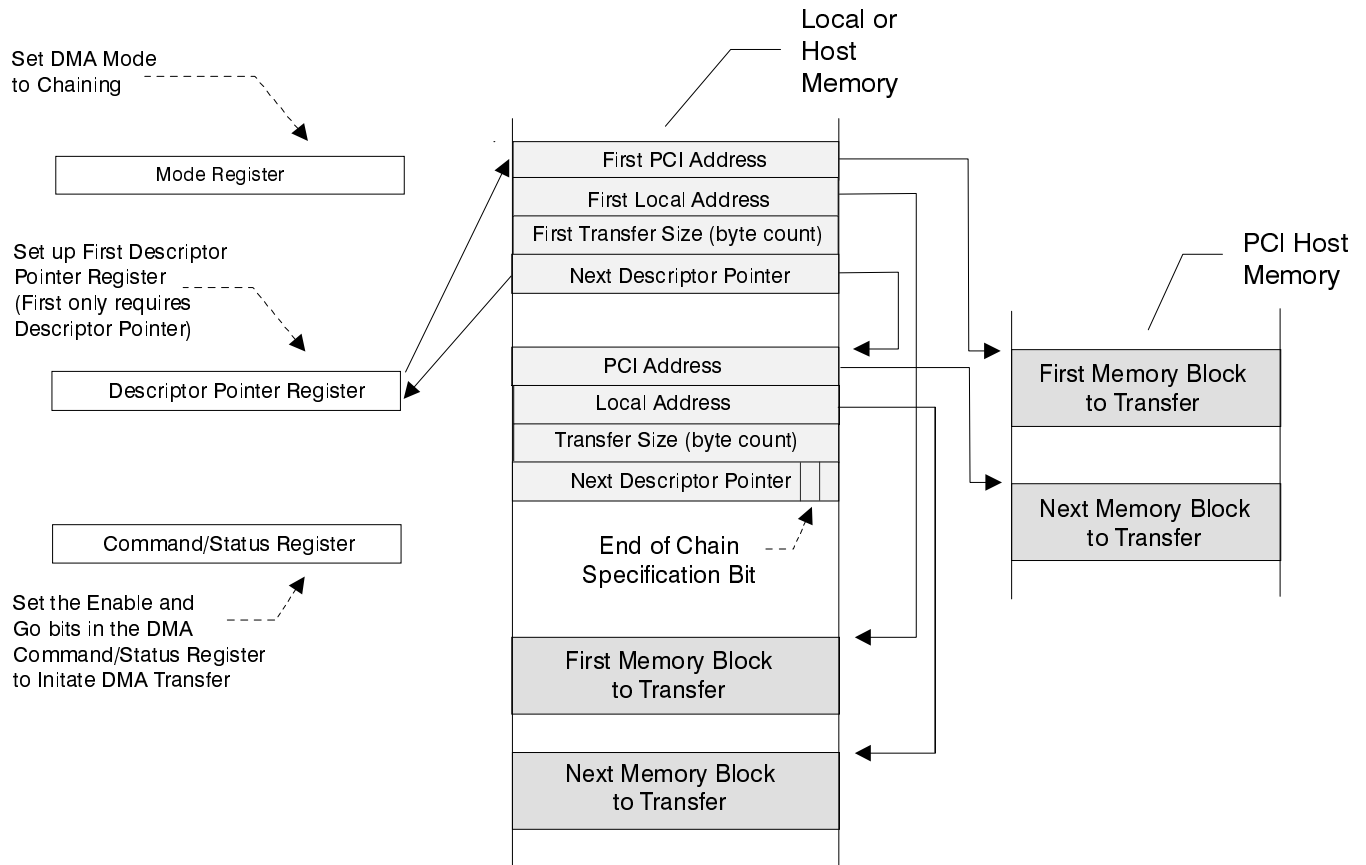 Set DMA Mode
to Chaining
Mode Register
Set up First Descriptor
Pointer Register
(First only requires
Descriptor Pointer)
Descriptor Pointer Register
Command/Status Register
Set the Enable and
Go bits in the DMA
Command/Status Register
to Initate DMA Transfer
Local or
Host
Memory
First PCI Address
First Local Address
First Transfer Size (byte count)
Next Descriptor Pointer
PCI Address
Local Address
Transfer Size (byte count)
Next Descriptor Pointer
End of Chain
Specification Bit
First Memory Block
to Transfer
Next Memory Block
to Transfer
PCI Host
Memory
First Memory Block
to Transfer
Next Memory Block
to Transfer